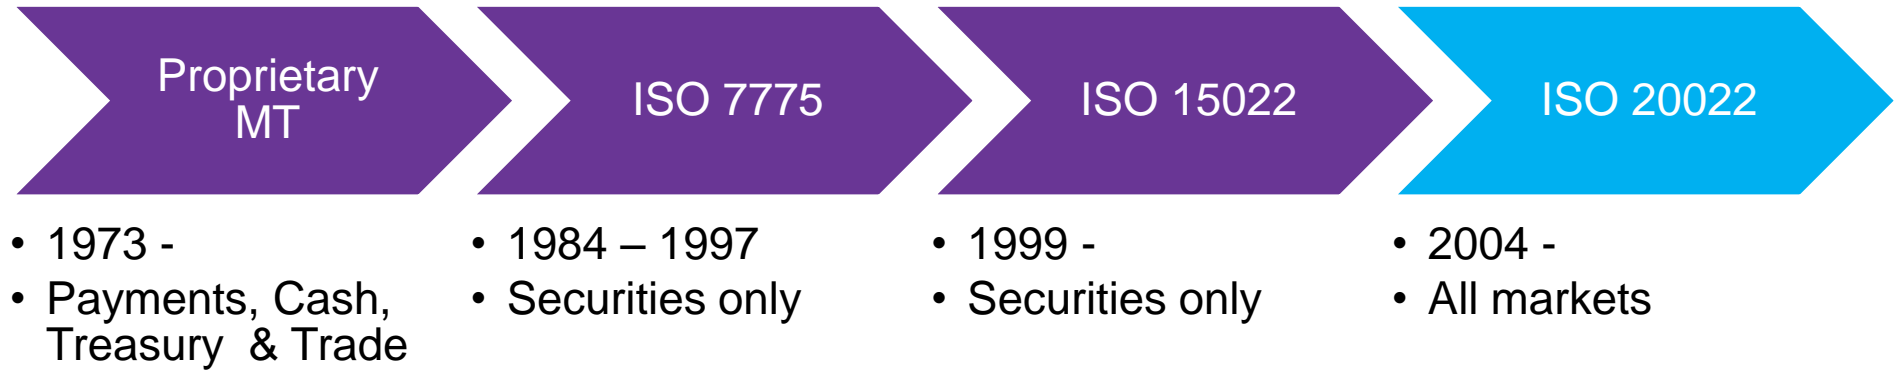 Proprietary
MT
ISO 7775
ISO 15022
ISO 20022
• 1973 -
• Payments, Cash,
Treasury & Trade
• 1984 – 1997
• Securities only
• 1999 -
• Securities only
• 2004 -
• All markets